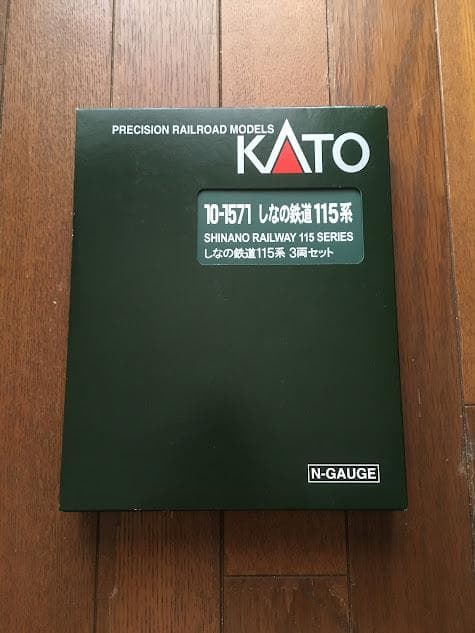 PRECISION RAILROAD MODELS
KATO
10-1571 しなの鉄道115系
SHINANO RAILWAY 115 SERIES
しなの鉄道115系 3両セット
N-GAUGE